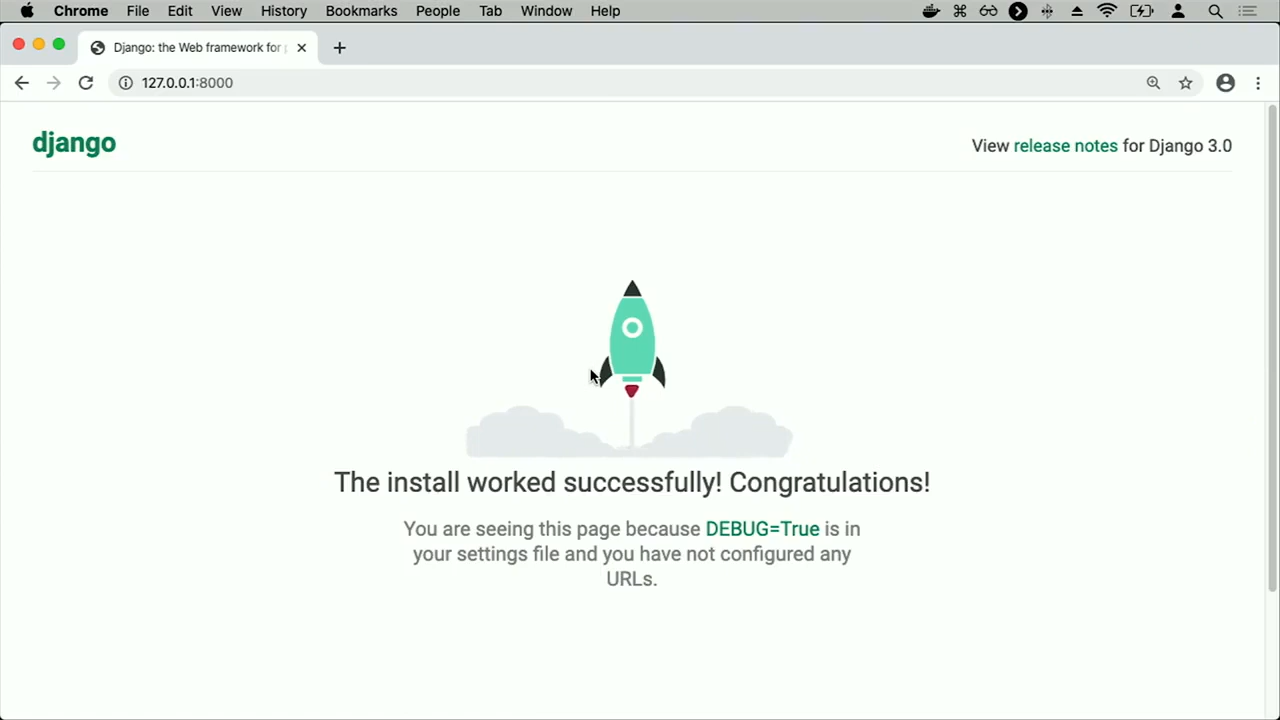 Chrome File Edit View History Bookmarks People Tab Window Help
Django: the Web framework for
127.0.0.1:8000
django
View release notes for Django 3.0
The install worked successfully! Congratulations!
You are seeing this page because DEBUG=True is in
your settings file and you have not configured any
URLs.